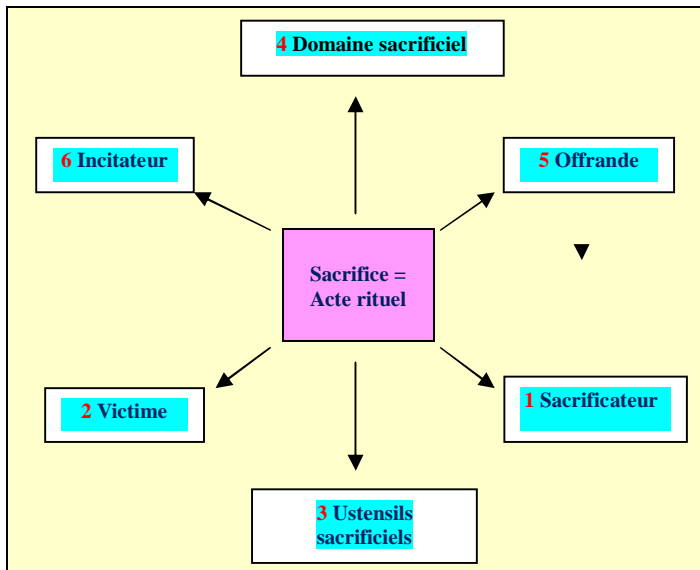 4 Domaine sacrificiel
6 Incitateur
5 Offrande
Sacrifice =
Acte rituel
2 Victime
1 Sacrificateur
3 Ustensils
sacrificiels